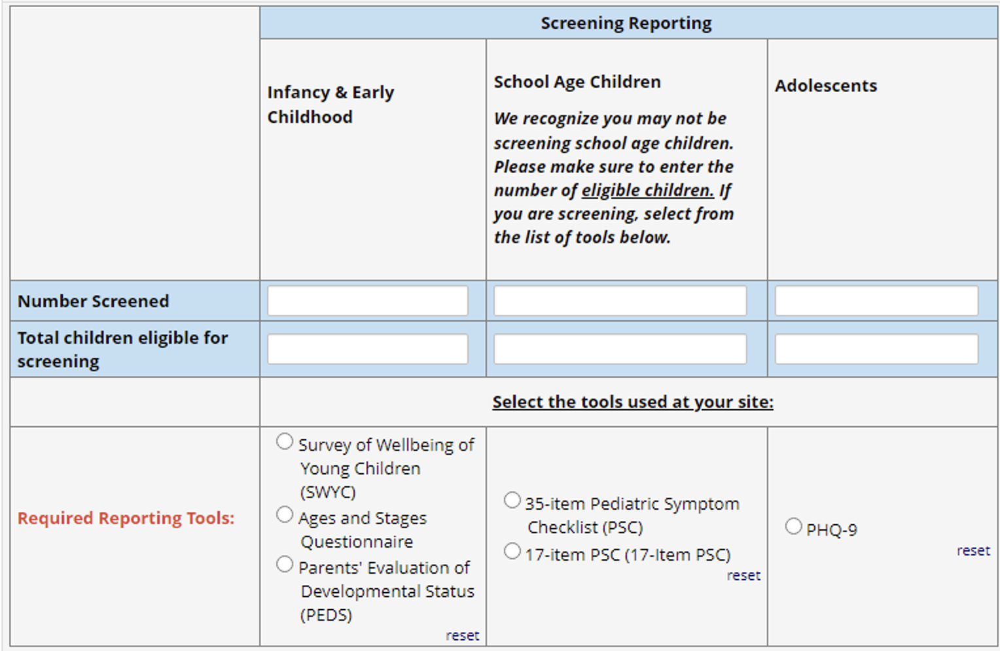 Screening Reporting
Infancy & Early
Childhood
School Age Children
We recognize you may not be
screening school age children.
Please make sure to enter the
number of eligible children. If
you are screening, select from
the list of tools below.
Adolescents
Number Screened
Total children eligible for
screening
Select the tools used at your site:
Required Reporting Tools:
Survey of Wellbeing of
Young Children
(SWYC)
Ages and Stages
Questionnaire
Parents' Evaluation of
Developmental Status
(PEDS)
reset
35-item Pediatric Symptom
Checklist (PSC)
17-item PSC (17-Item PSC)
reset
PHQ-9
reset